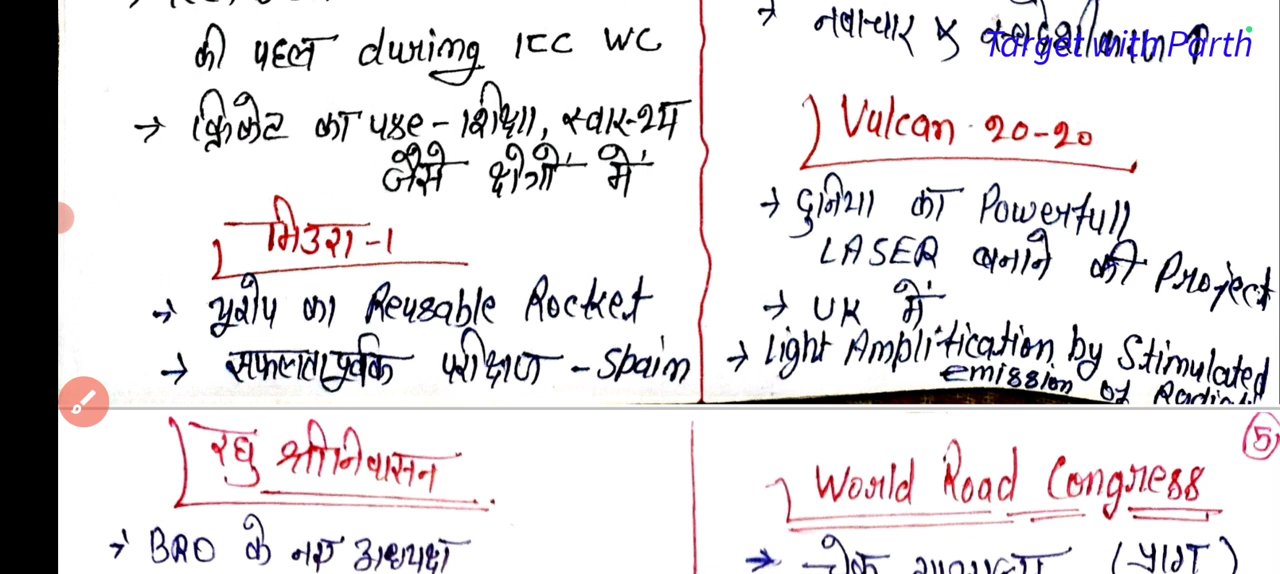 की पहल during ICC WC
→ क्रिकेट का पक्ष - शिक्षा, स्वास्थ्य
जैसे क्षेत्रों में
मिउरा-1
→ यूरोप का Reusable Rocket
→ सफलतापूर्वक परीक्षण - Spain
→ नवाचार
Target with Parth
Vulcan 20-20
→ दुनिया का Powerfull
LASER बनाने की Project
→ UK में
→ Light Amplification by Stimulated
emission of
रघु श्रीनिवासन
→ BRO के नए अध्यक्ष
5
World Road Congress
→